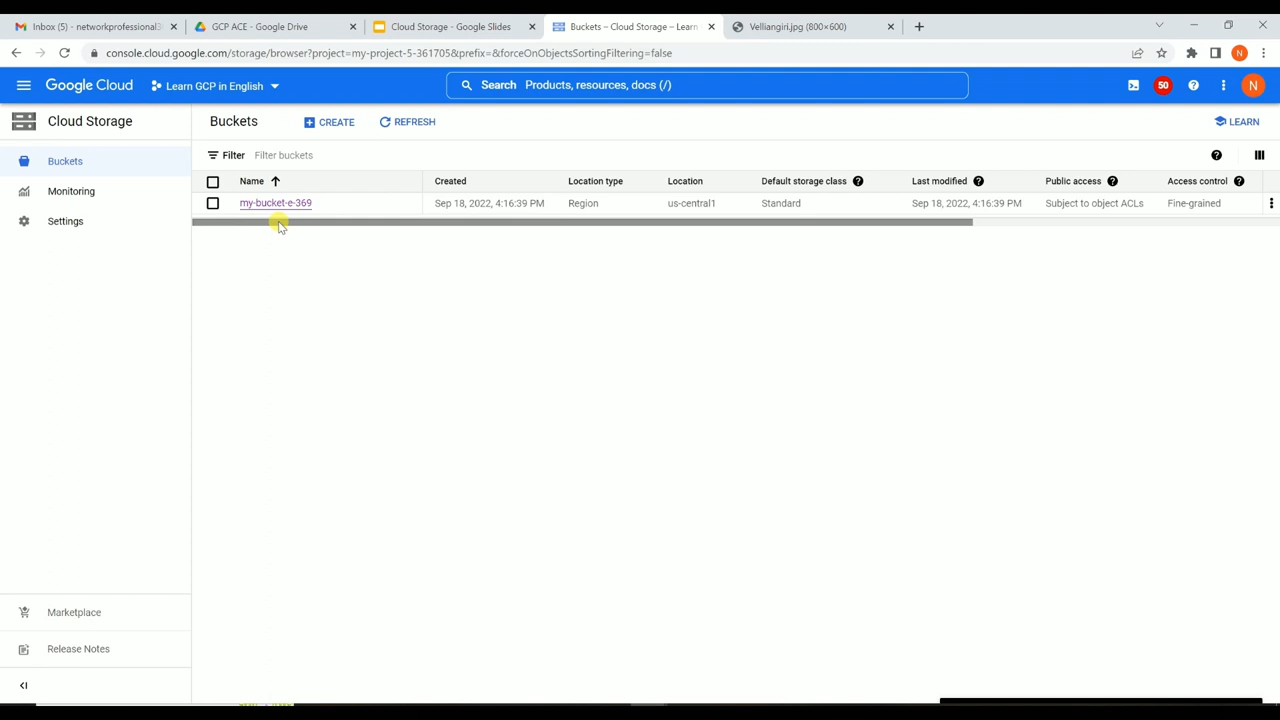 Inbox (5) - networkprofessional3
GCP ACE - Google Drive
Cloud Storage - Google Slides
Buckets – Cloud Storage – Learn
Velliangiri.jpg (800×600)
console.cloud.google.com/storage/browser?project=my-project-5-361705&prefix=&forceOnObjectsSortingFiltering=false
N
Google Cloud
Learn GCP in English
Search Products, resources, docs (/)
50
N
Cloud Storage
Buckets
CREATE
REFRESH
LEARN
Buckets
Monitoring
Settings
Filter Filter buckets
Name Created Location type Location Default storage class Last modified Public access Access control
my-bucket-e-369 Sep 18, 2022, 4:16:39 PM Region us-central1 Standard Sep 18, 2022, 4:16:39 PM Subject to object ACLs Fine-grained
Marketplace
Release Notes